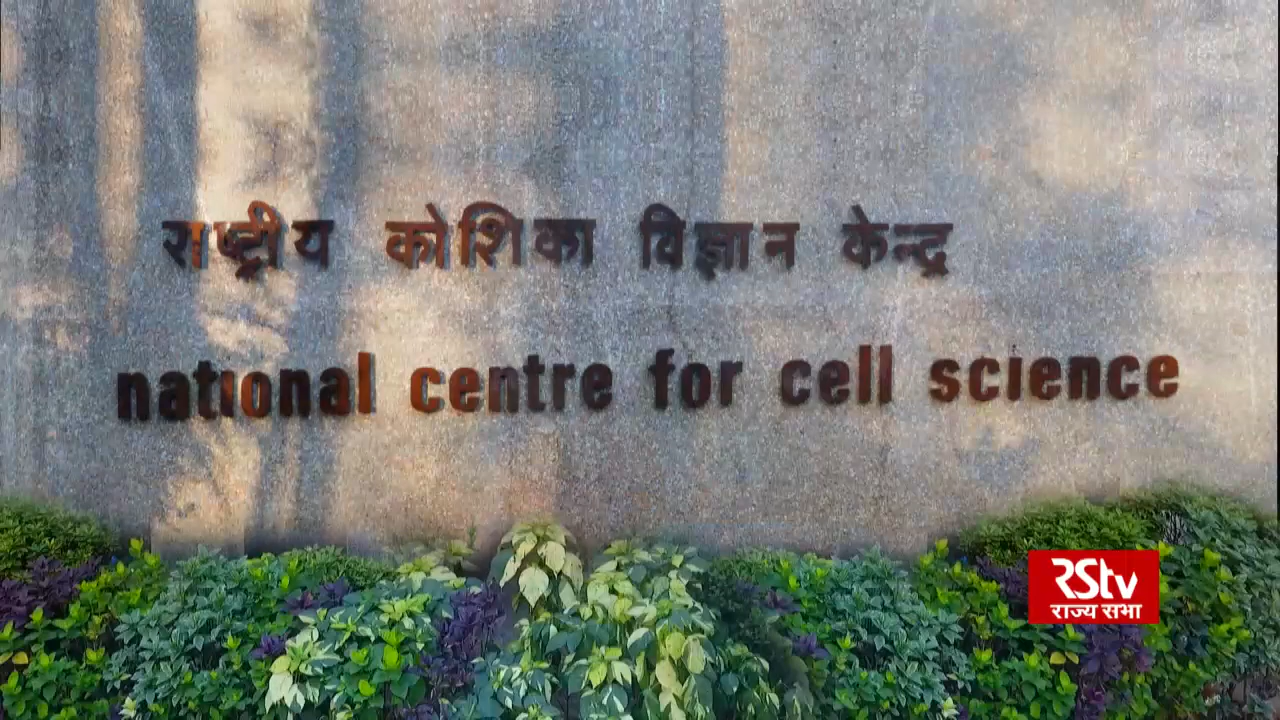 राष्ट्रीय कोशिका विज्ञान केन्द्र
national centre for cell science
RStv
राज्य सभा